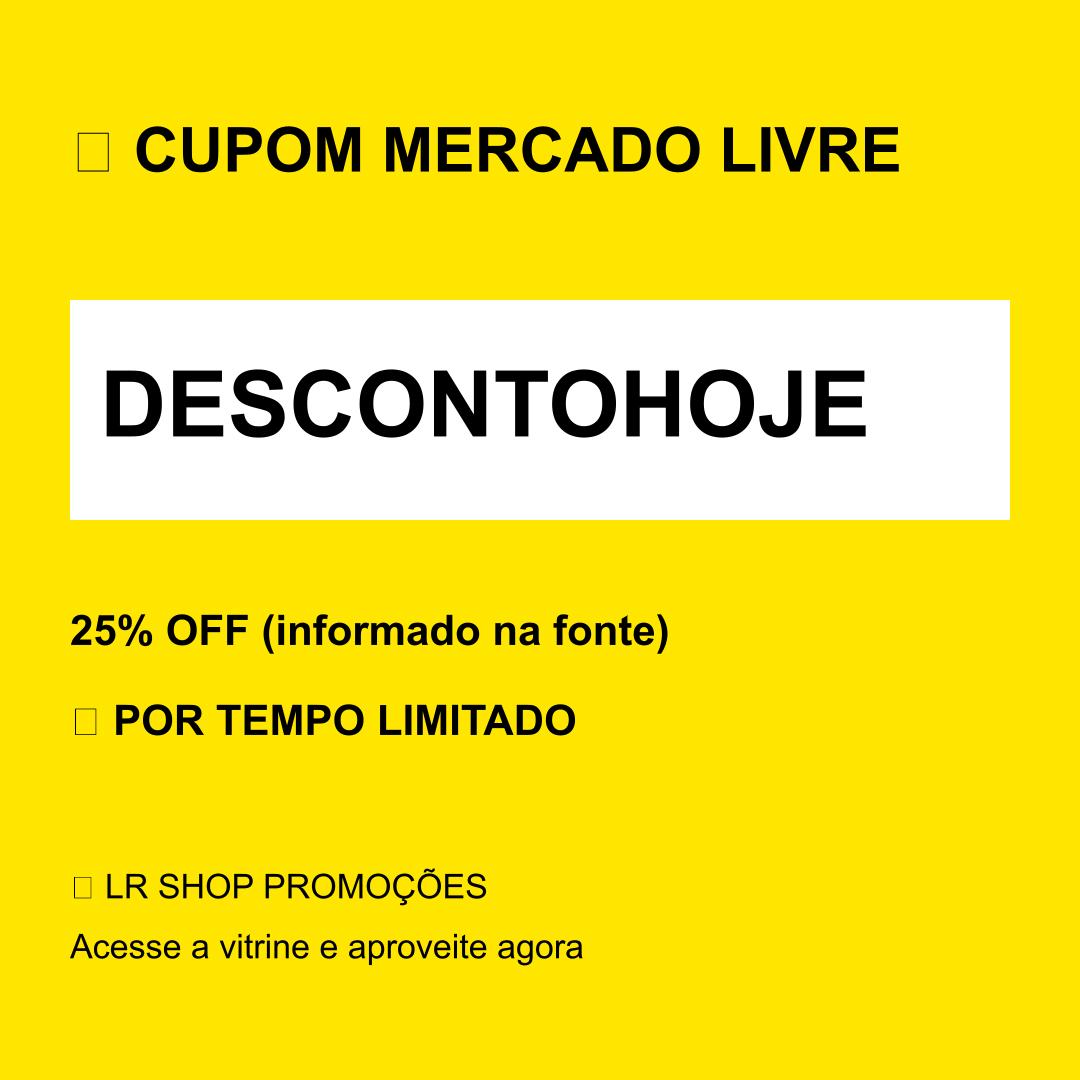 CUPOM MERCADO LIVRE
DESCONTOHOJE
25% OFF (informado na fonte)
POR TEMPO LIMITADO
LR SHOP PROMOÇÕES
Acesse a vitrine e aproveite agora